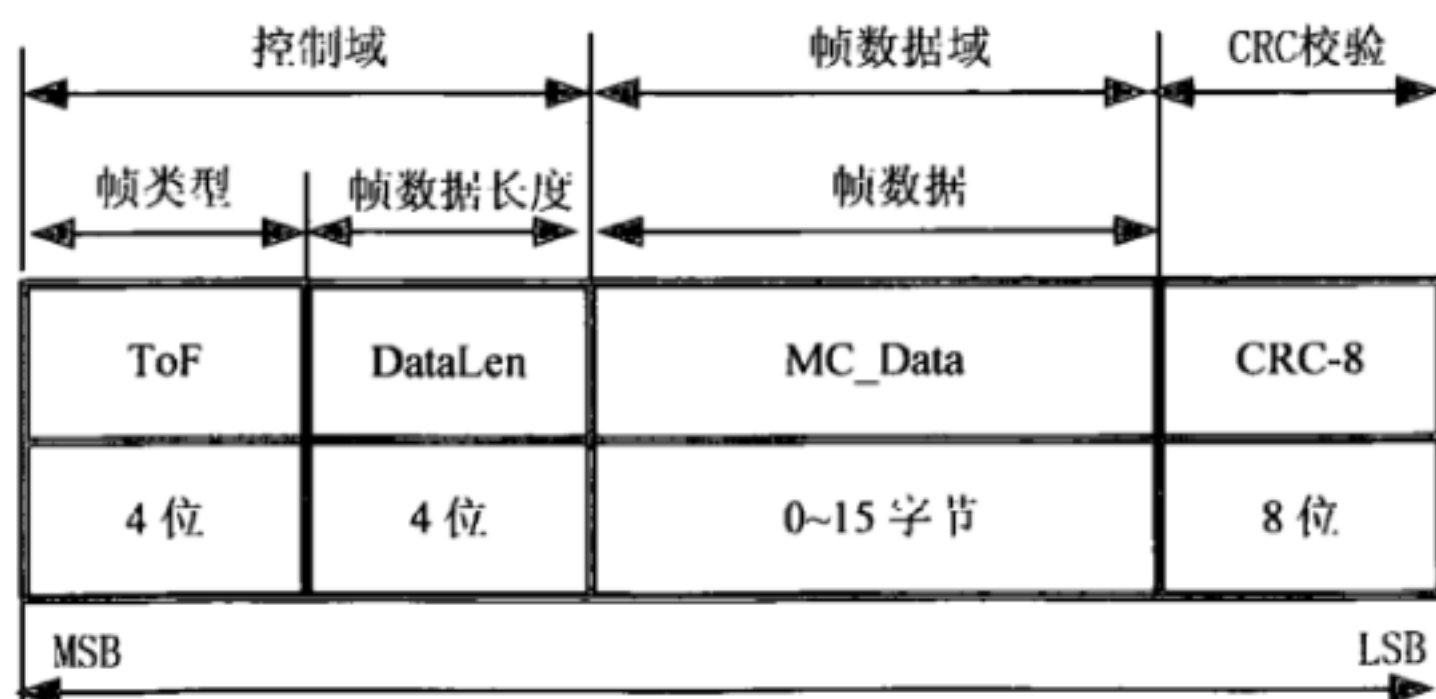 控制域 帧数据域 CRC校验
帧类型 帧数据长度 帧数据
ToF DataLen MC_Data CRC-8
4 位 4 位 0~15 字节 8 位
MSB LSB